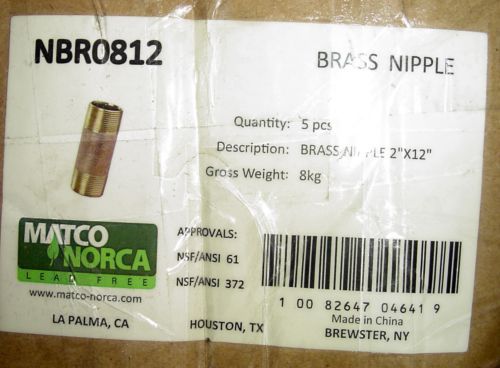 NBR0812
BRASS NIPPLE
Quantity: 5 pcs
Description: BRASS NIPPLE 2"X12"
Gross Weight: 8kg
MATCO
NORCA
LEAD FREE
www.matco-norca.com
APPROVALS:
NSF/ANSI 61
NSF/ANSI 372
1 00 82647 04641 9
Made in China
LA PALMA, CA
HOUSTON, TX
BREWSTER, NY